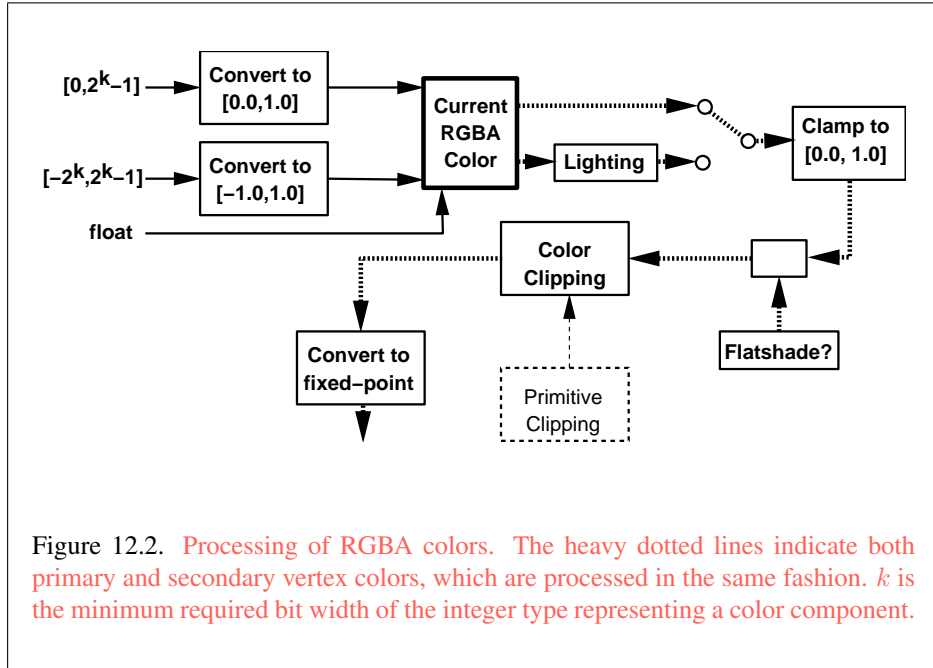 [0,2k–1]
Convert to
[0.0,1.0]
Current
RGBA
Color
Lighting
Clamp to
[0.0, 1.0]
[–2k,2k–1]
Convert to
[–1.0,1.0]
float
Color
Clipping
Flatshade?
Convert to
fixed–point
Primitive
Clipping
Figure 12.2. Processing of RGBA colors. The heavy dotted lines indicate both
primary and secondary vertex colors, which are processed in the same fashion. k is
the minimum required bit width of the integer type representing a color component.